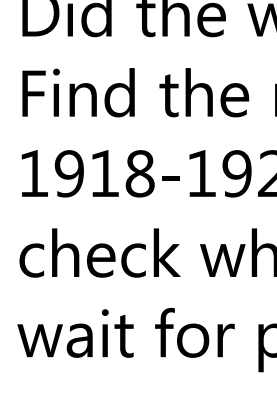 Did the w
Find the
1918-192
check wh
wait for p